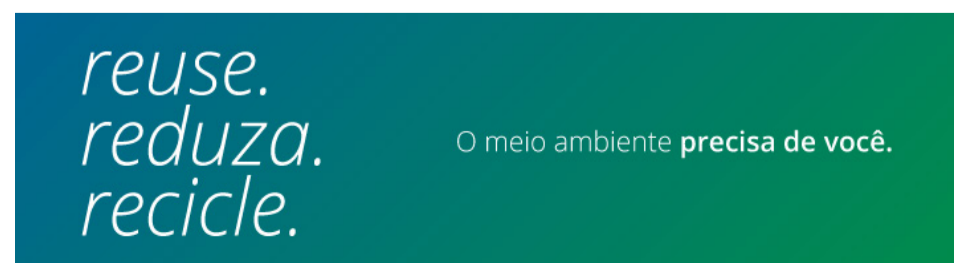 reuse.
reduza.
recicle.
O meio ambiente precisa de você.